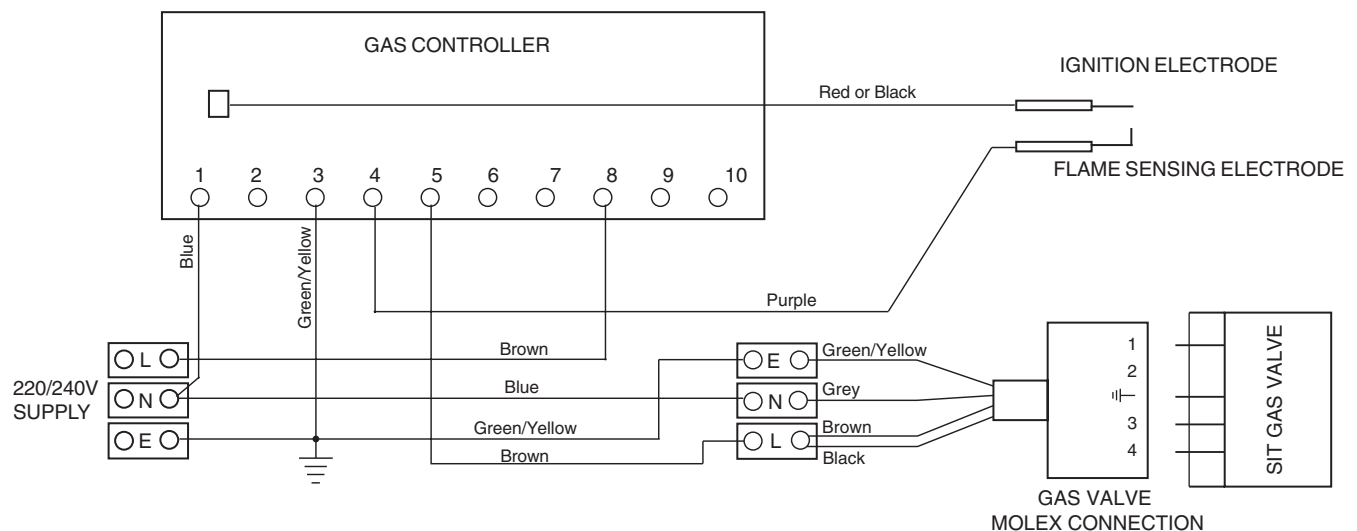 GAS CONTROLLER
IGNITION ELECTRODE
Red or Black
FLAME SENSING ELECTRODE
1 2 3 4 5 6 7 8 9 10
Blue
Green/Yellow
Purple
220/240V
SUPPLY
L
N
E
Brown
Blue
Green/Yellow
Brown
E
N
L
Green/Yellow
Grey
Brown
Black
1
2
3
4
GAS VALVE
MOLEX CONNECTION
SIT GAS VALVE